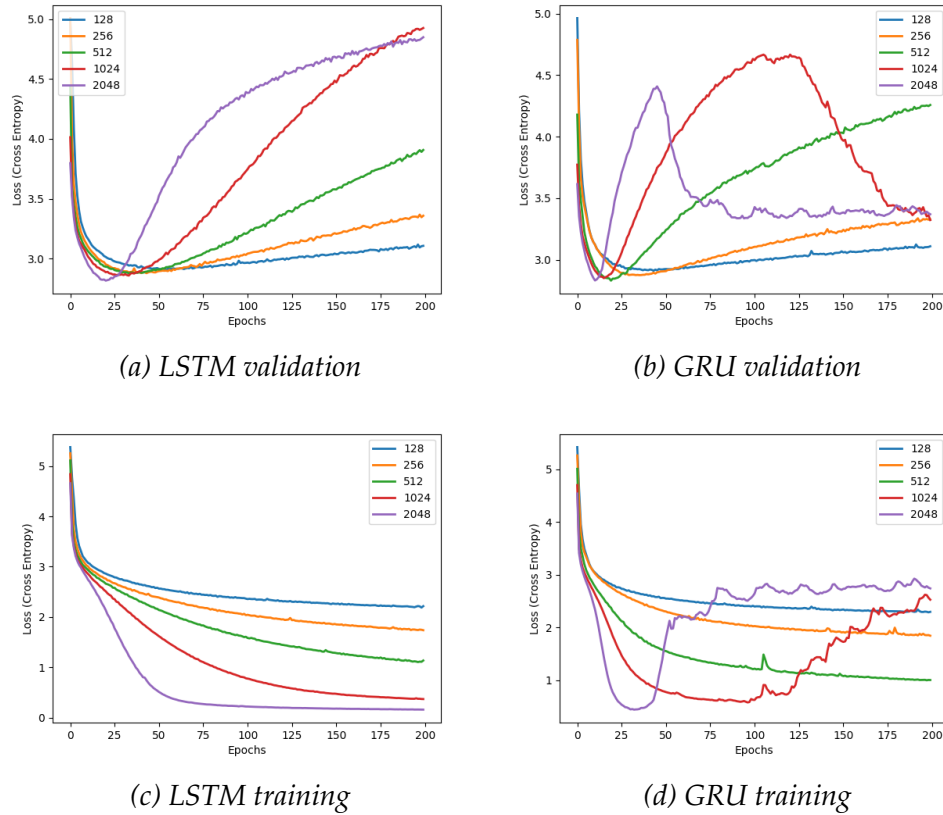 5.0
4.5
4.0
3.5
3.0
Loss (Cross Entropy)
128
256
512
1024
2048
0 25 50 75 100 125 150 175 200
Epochs
(a) LSTM validation
5.0
4.5
4.0
3.5
3.0
Loss (Cross Entropy)
128
256
512
1024
2048
0 25 50 75 100 125 150 175 200
Epochs
(b) GRU validation
5
4
3
2
1
0
Loss (Cross Entropy)
128
256
512
1024
2048
0 25 50 75 100 125 150 175 200
Epochs
(c) LSTM training
5
4
3
2
1
Loss (Cross Entropy)
128
256
512
1024
2048
0 25 50 75 100 125 150 175 200
Epochs
(d) GRU training